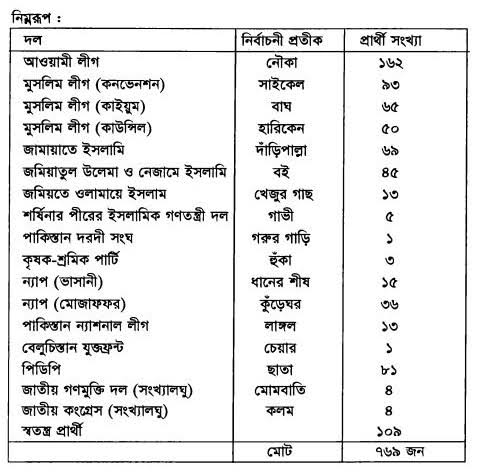 নিম্নরূপ :
দল নির্বাচনী প্রতীক প্রার্থী সংখ্যা
আওয়ামী লীগ নৌকা ১৬২
মুসলিম লীগ (কনভেনশন) সাইকেল ৯৩
মুসলিম লীগ (কাইয়ুম) বাঘ ৬৫
মুসলিম লীগ (কাউন্সিল) হারিকেন ৫০
জামায়াতে ইসলামি দাঁড়িপাল্লা ৬৯
জমিয়াতুল উলেমা ও নেজামে ইসলামি বই ৪৫
জমিয়তে ওলামায়ে ইসলাম খেজুর গাছ ১৩
শর্ষিনার পীরের ইসলামিক গণতন্ত্রী দল গাভী ৫
পাকিস্তান দরদী সংঘ গরুর গাড়ি ১
কৃষক-শ্রমিক পার্টি হুঁকা ৩
ন্যাপ (ভাসানী) ধানের শীষ ১৫
ন্যাপ (মোজাফফর) কুঁড়েঘর ৩৬
পাকিস্তান ন্যাশনাল লীগ লাঙ্গল ১৩
বেলুচিস্তান যুক্তফ্রন্ট চেয়ার ১
পিডিপি ছাতা ৮১
জাতীয় গণমুক্তি দল (সংখ্যালঘু) মোমবাতি ৪
জাতীয় কংগ্রেস (সংখ্যালঘু) কলম ৪
স্বতন্ত্র প্রার্থী ১০৯
মোট ৭৬৯ জন